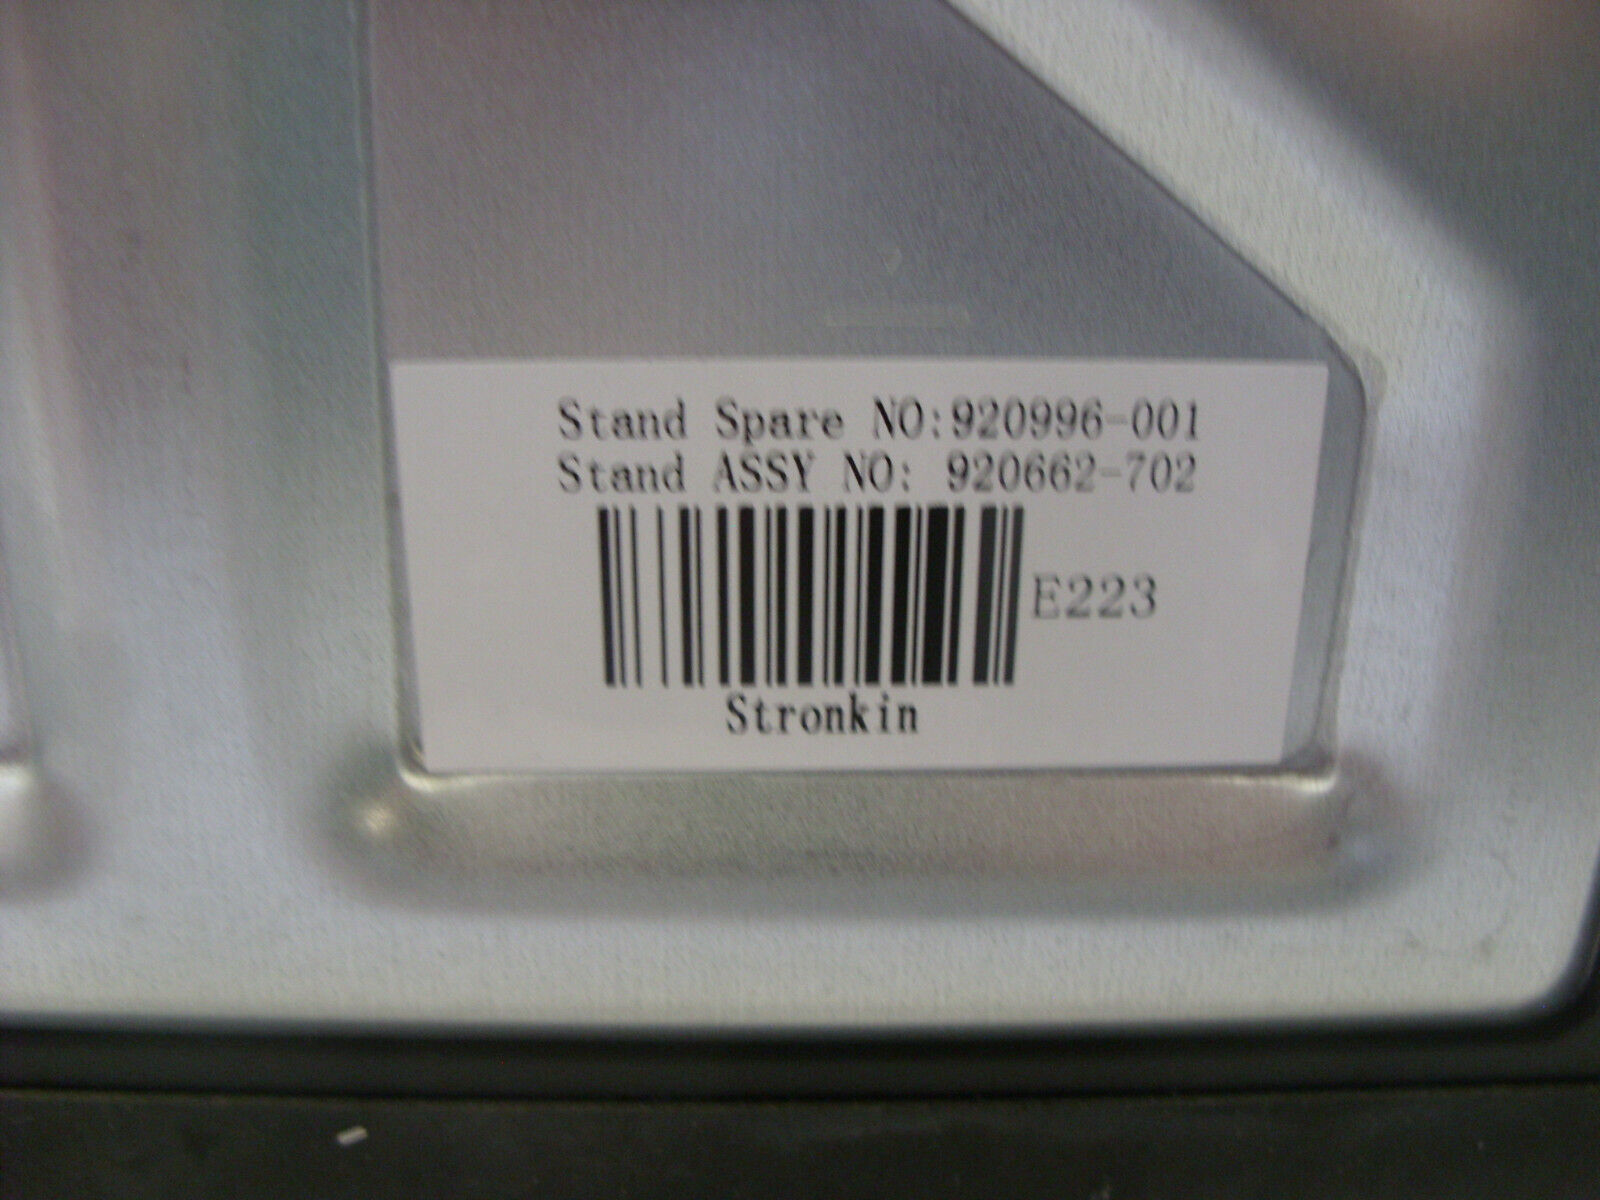 Stand Spare NO:920996-001
Stand ASSY NO: 920662-702
E223
Stronkin